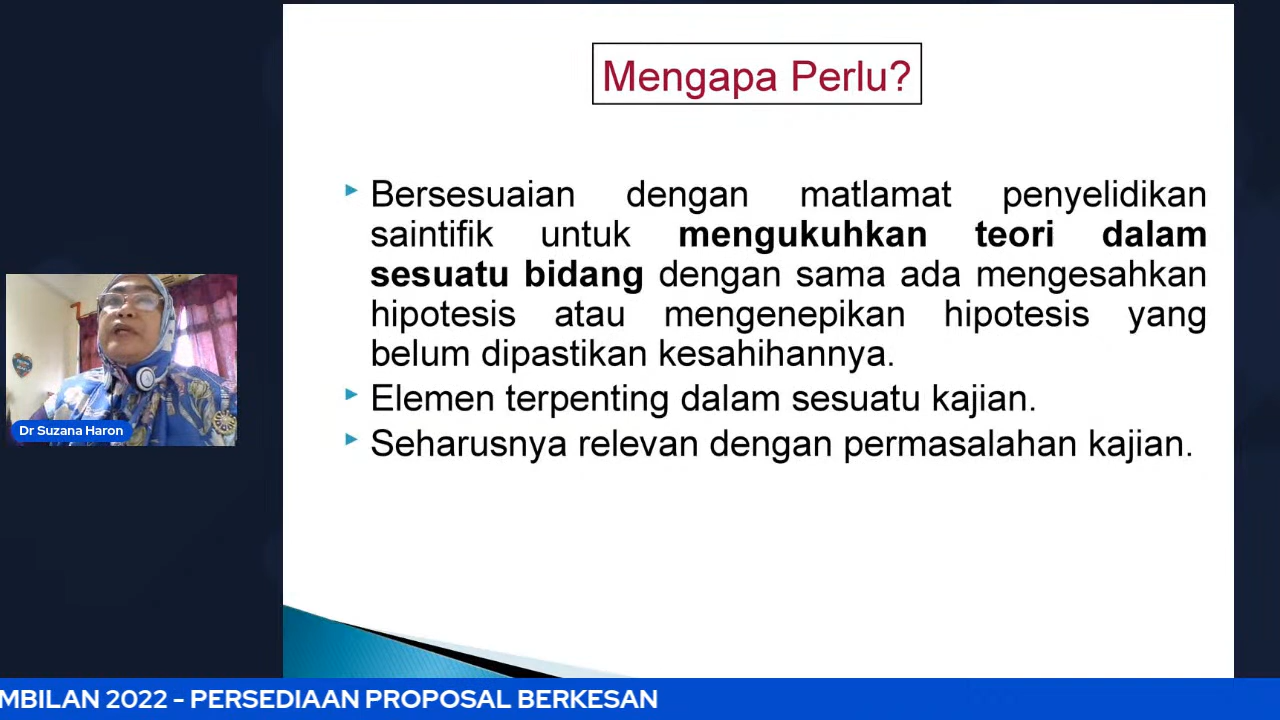 Mengapa Perlu?
Bersesuaian dengan matlamat penyelidikan
saintifik untuk mengukuhkan teori dalam
sesuatu bidang dengan sama ada mengesahkan
hipotesis atau mengenepikan hipotesis yang
belum dipastikan kesahihannya.
Elemen terpenting dalam sesuatu kajian.
Seharusnya relevan dengan permasalahan kajian.
Dr Suzana Haron
MBILAN 2022 - PERSEDIAAN PROPOSAL BERKESAN